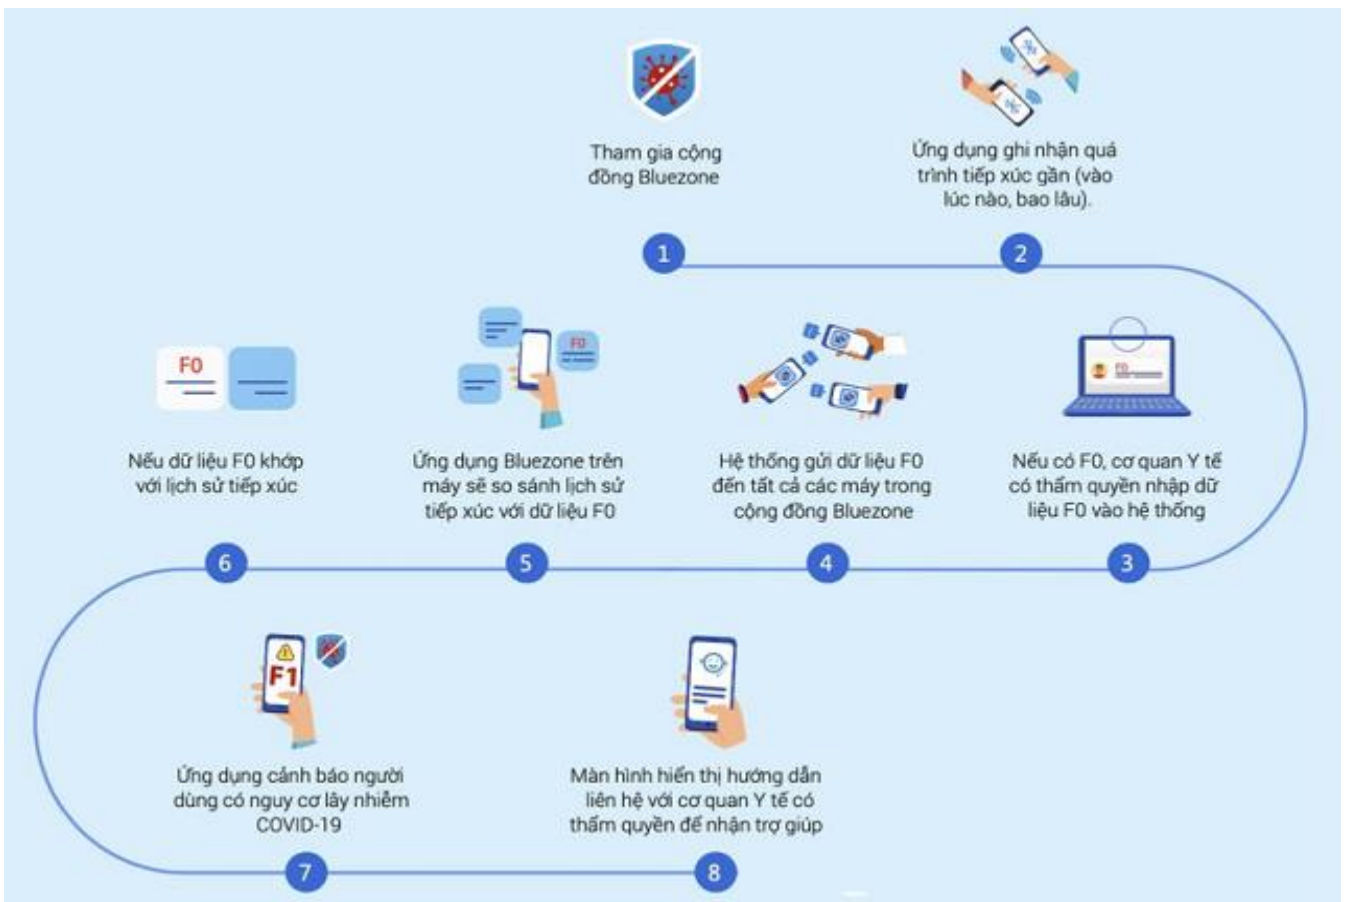 Tham gia cộng
đồng Bluezone
1
Ứng dụng ghi nhận quá
trình tiếp xúc gần (vào
lúc nào, bao lâu).
2
F0
Nếu có F0, cơ quan Y tế
có thẩm quyền nhập dữ
liệu F0 vào hệ thống
3
Hệ thống gửi dữ liệu F0
đến tất cả các máy trong
cộng đồng Bluezone
4
F0
Ứng dụng Bluezone trên
máy sẽ so sánh lịch sử
tiếp xúc với dữ liệu F0
5
F0
Nếu dữ liệu F0 khớp
với lịch sử tiếp xúc
6
F1
Ứng dụng cảnh báo người
dùng có nguy cơ lây nhiễm
COVID-19
7
Màn hình hiển thị hướng dẫn
liên hệ với cơ quan Y tế có
thẩm quyền để nhận trợ giúp
8